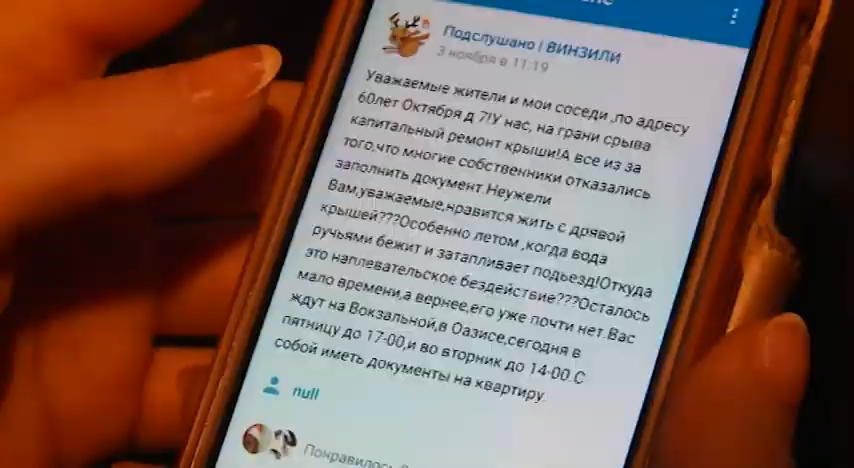 Подслушано | ВИНЗИЛИ
3 ноября в 11:19
Уважаемые жители и мои соседи ,по адресу
60лет Октября д 7!У нас, на грани срыва
капитальный ремонт крыши!А все из за
того,что многие собственники отказались
заполнить документ.Неужели
Вам,уважаемые,нравится жить с дрявой
крышей???Особенно летом ,когда вода
ручьями бежит и затапливает подьезд!Откуда
это наплевательское бездействие???Осталось
мало времени,а вернее,его уже почти нет.Вас
ждут на Вокзальной,в Оазисе,сегодня в
пятницу до 17-00,и во вторник до 14-00.С
собой иметь документы на квартиру.
null
Понравилось